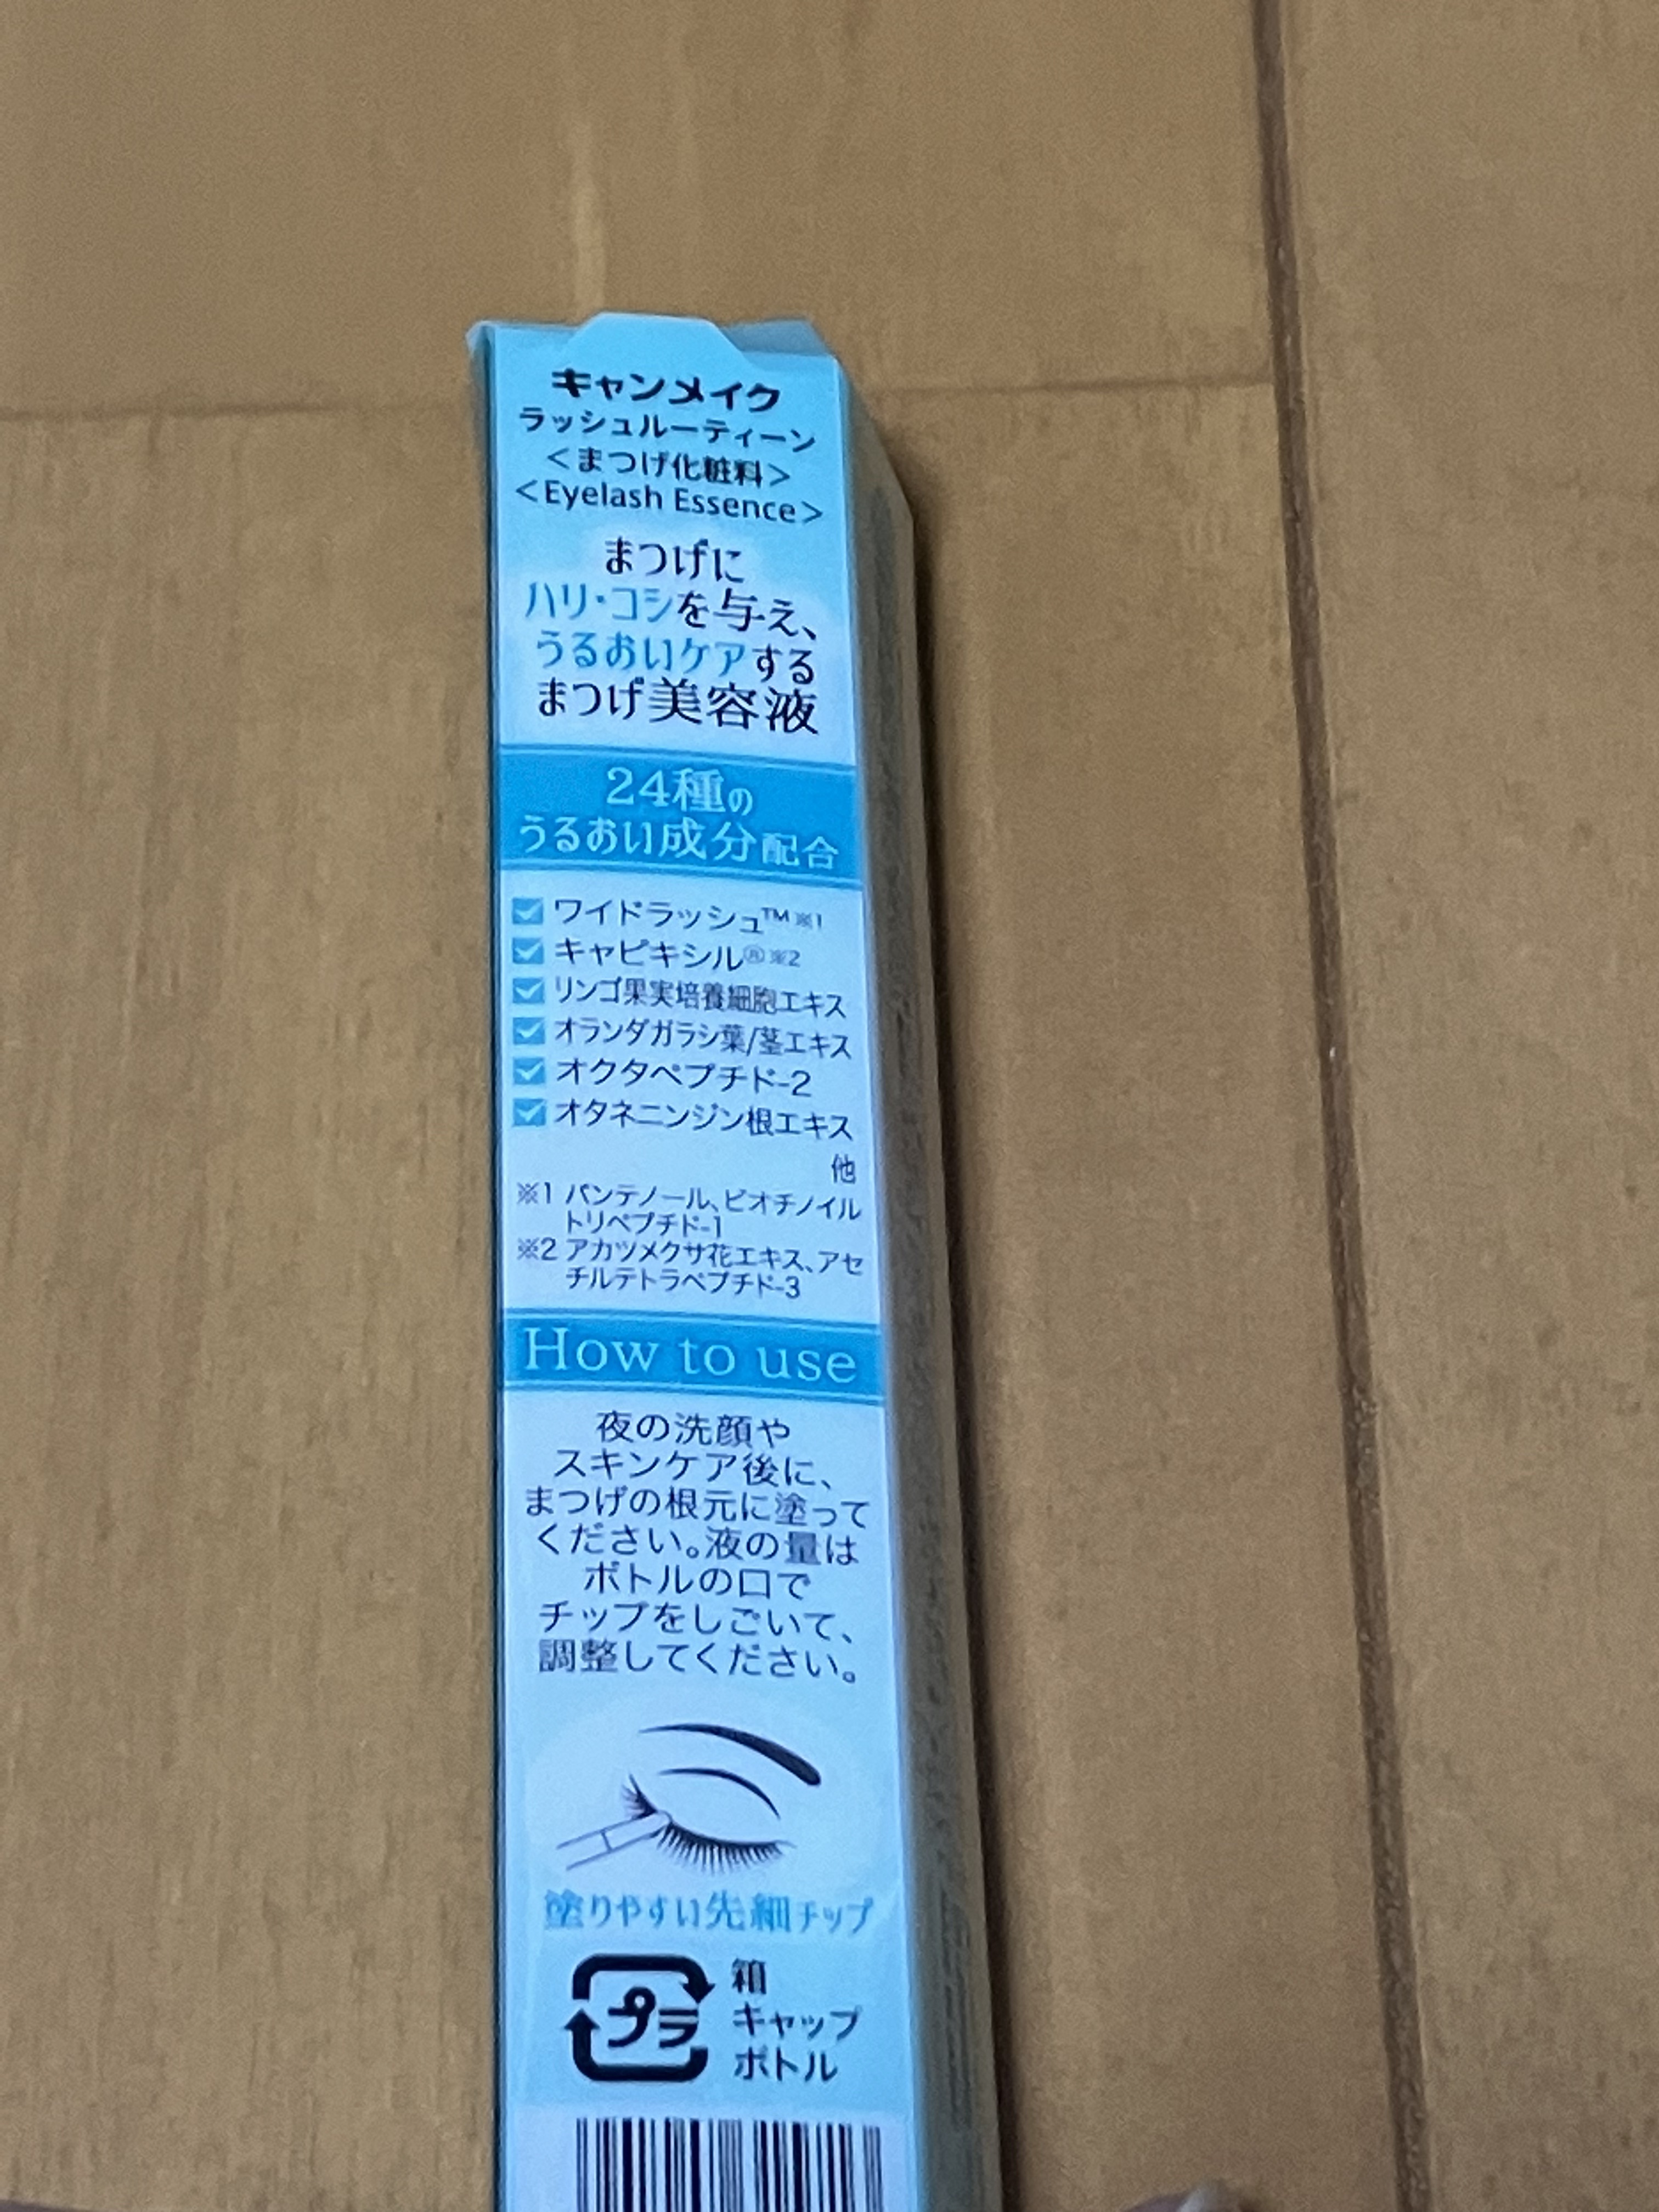 キャンメイク
ラッシュルーティーン
＜まつげ化粧料＞
＜Eyelash Essence＞
まつげに
ハリ・コシを与え、
うるおいケアする
まつげ美容液
24種の
うるおい成分配合
ワイドラッシュ™※1
キャピキシル®※2
リンゴ果実培養細胞エキス
オランダガラシ葉/茎エキス
オクタペプチド-2
オタネニンジン根エキス
他
※1 パンテノール、ビオチノイル
トリペプチド-1
※2 アカツメクサ花エキス、アセ
チルテトラペプチド-3
How to use
夜の洗顔や
スキンケア後に、
まつげの根元に塗って
ください。液の量は
ボトルの口で
チップをしごいて、
調整してください。
塗りやすい先細チップ
プラ
箱
キャップ
ボトル